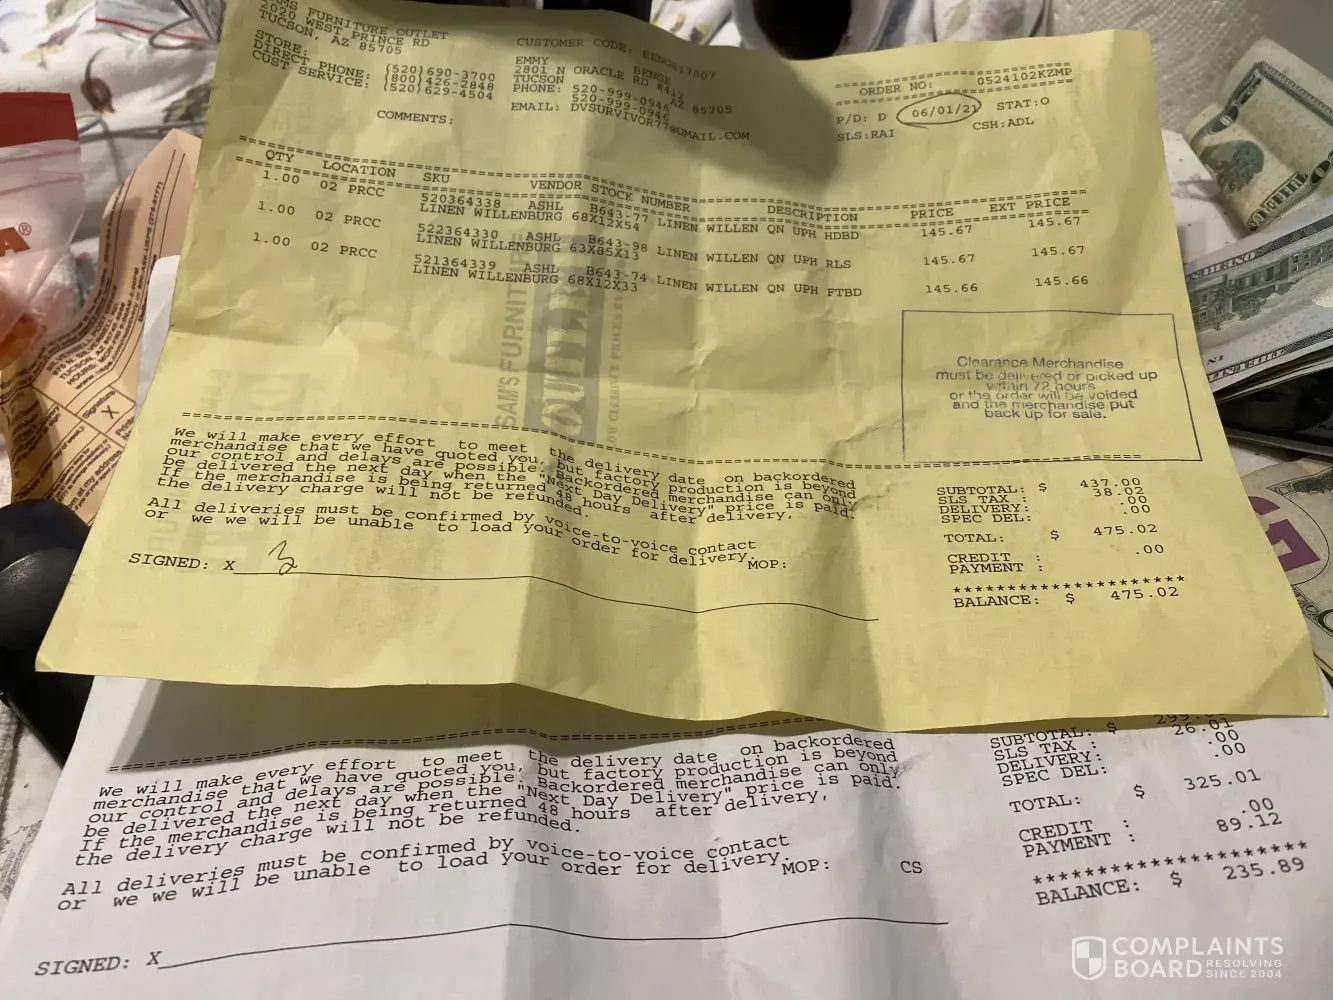 MS FURNITURE OUTLET
2020 WEST PRINCE RD
TUCSON, AZ 85705
STORE: (520)690-3700
DIRECT PHONE: (800)426-2848
CUST SERVICE: (520)629-4504
COMMENTS:
CUSTOMER CODE: BENGE17807
EMMY BENGE
2801 N ORACLE RD #412
TUCSON AZ 85705
PHONE: 520-999-0946
520-999-0946
EMAIL: DVSURVIVOR77@GMAIL.COM
ORDER NO: 0524102KZMP
P/D: D 06/01/21 STAT:O
SLS:RAI CSH:ADL
QTY LOCATION SKU VENDOR STOCK NUMBER DESCRIPTION PRICE EXT PRICE
1.00 02 PRCC 520364338 ASHL B643-77 LINEN WILLEN QN UPH HDBD 145.67 145.67
LINEN WILLENBURG 68X12X54
1.00 02 PRCC 522364330 ASHL B643-98 LINEN WILLEN QN UPH RLS 145.67 145.67
LINEN WILLENBURG 63X85X13
1.00 02 PRCC 521364339 ASHL B643-74 LINEN WILLEN QN UPH FTBD 145.66 145.66
LINEN WILLENBURG 68X12X33
SAM'S FURNITURE
OUTLET
Clearance Merchandise
must be delivered or picked up
within 72 hours
or the order will be voided
and the merchandise put
back up for sale.
We will make every effort to meet the delivery date on backordered
merchandise that we have quoted you, but factory production is beyond
our control and delays are possible. Backordered merchandise can only
be delivered the next day when the "Next Day Delivery" price is paid.
If the merchandise is being returned 48 hours after delivery,
the delivery charge will not be refunded.
All deliveries must be confirmed by voice-to-voice contact
or we we will be unable to load your order for delivery.
MOP:
SIGNED: X
SUBTOTAL: $ 437.00
SLS TAX : 38.02
DELIVERY: .00
SPEC DEL: .00
TOTAL: $ 475.02
CREDIT : .00
PAYMENT :
*********************
BALANCE: $ 475.02
We will make every effort to meet the delivery date on backordered
merchandise that we have quoted you, but factory production is beyond
our control and delays are possible. Backordered merchandise can only
be delivered the next day when the "Next Day Delivery" price is paid.
If the merchandise is being returned 48 hours after delivery,
the delivery charge will not be refunded.
All deliveries must be confirmed by voice-to-voice contact
or we we will be unable to load your order for delivery.
MOP: CS
SIGNED: X
SUBTOTAL: $
SLS TAX : 26.01
DELIVERY: .00
SPEC DEL: .00
TOTAL: $ 325.01
CREDIT : .00
PAYMENT : 89.12
*********************
BALANCE: $ 235.89
COMPLAINTS
BOARD RESOLVING
SINCE 2004